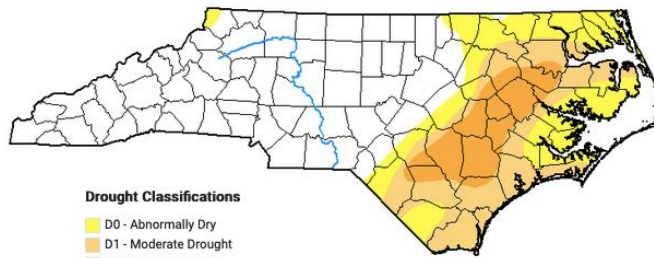 Drought Classifications
D0 - Abnormally Dry
D1 - Moderate Drought